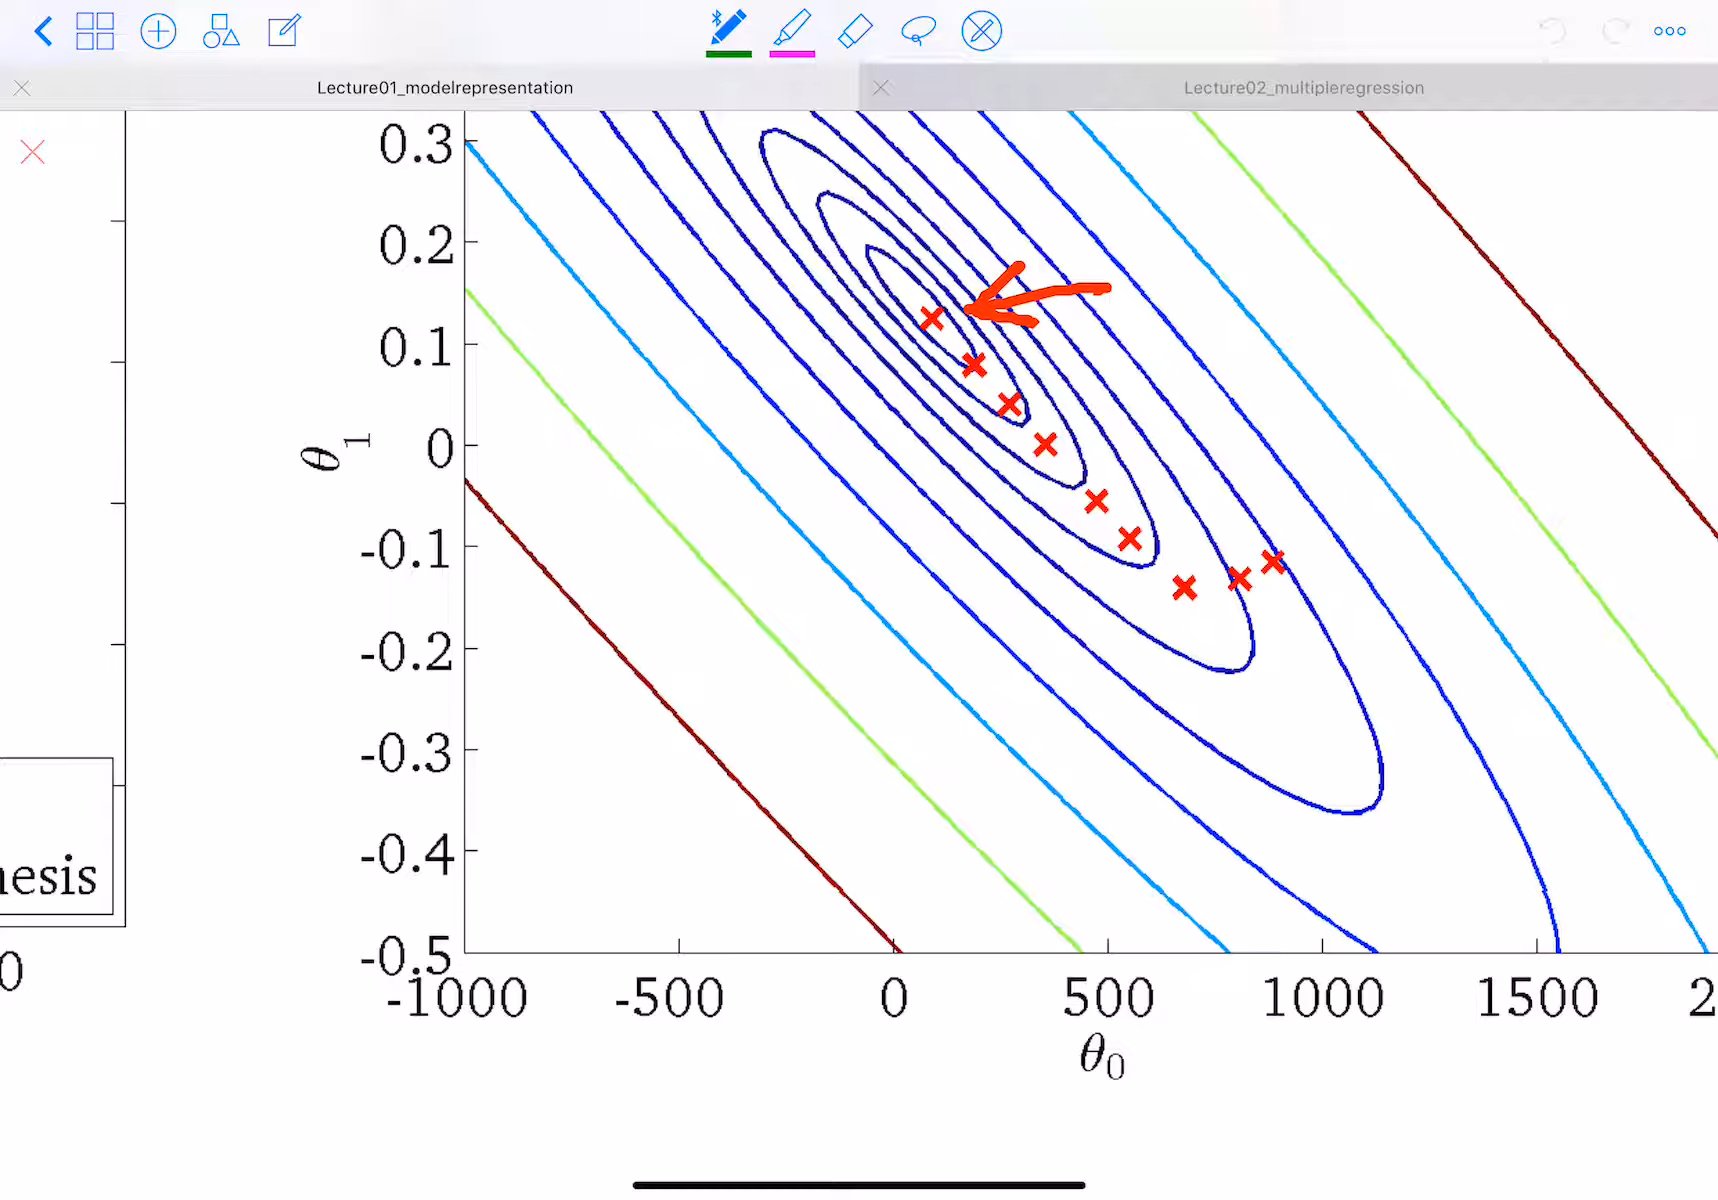 Lecture01_modelrepresentation
Lecture02_multipleregression
0.3
0.2
0.1
0
-0.1
-0.2
-0.3
-0.4
-0.5
θ1
-1000 -500 0 500 1000 1500 2
θ0
nesis
0